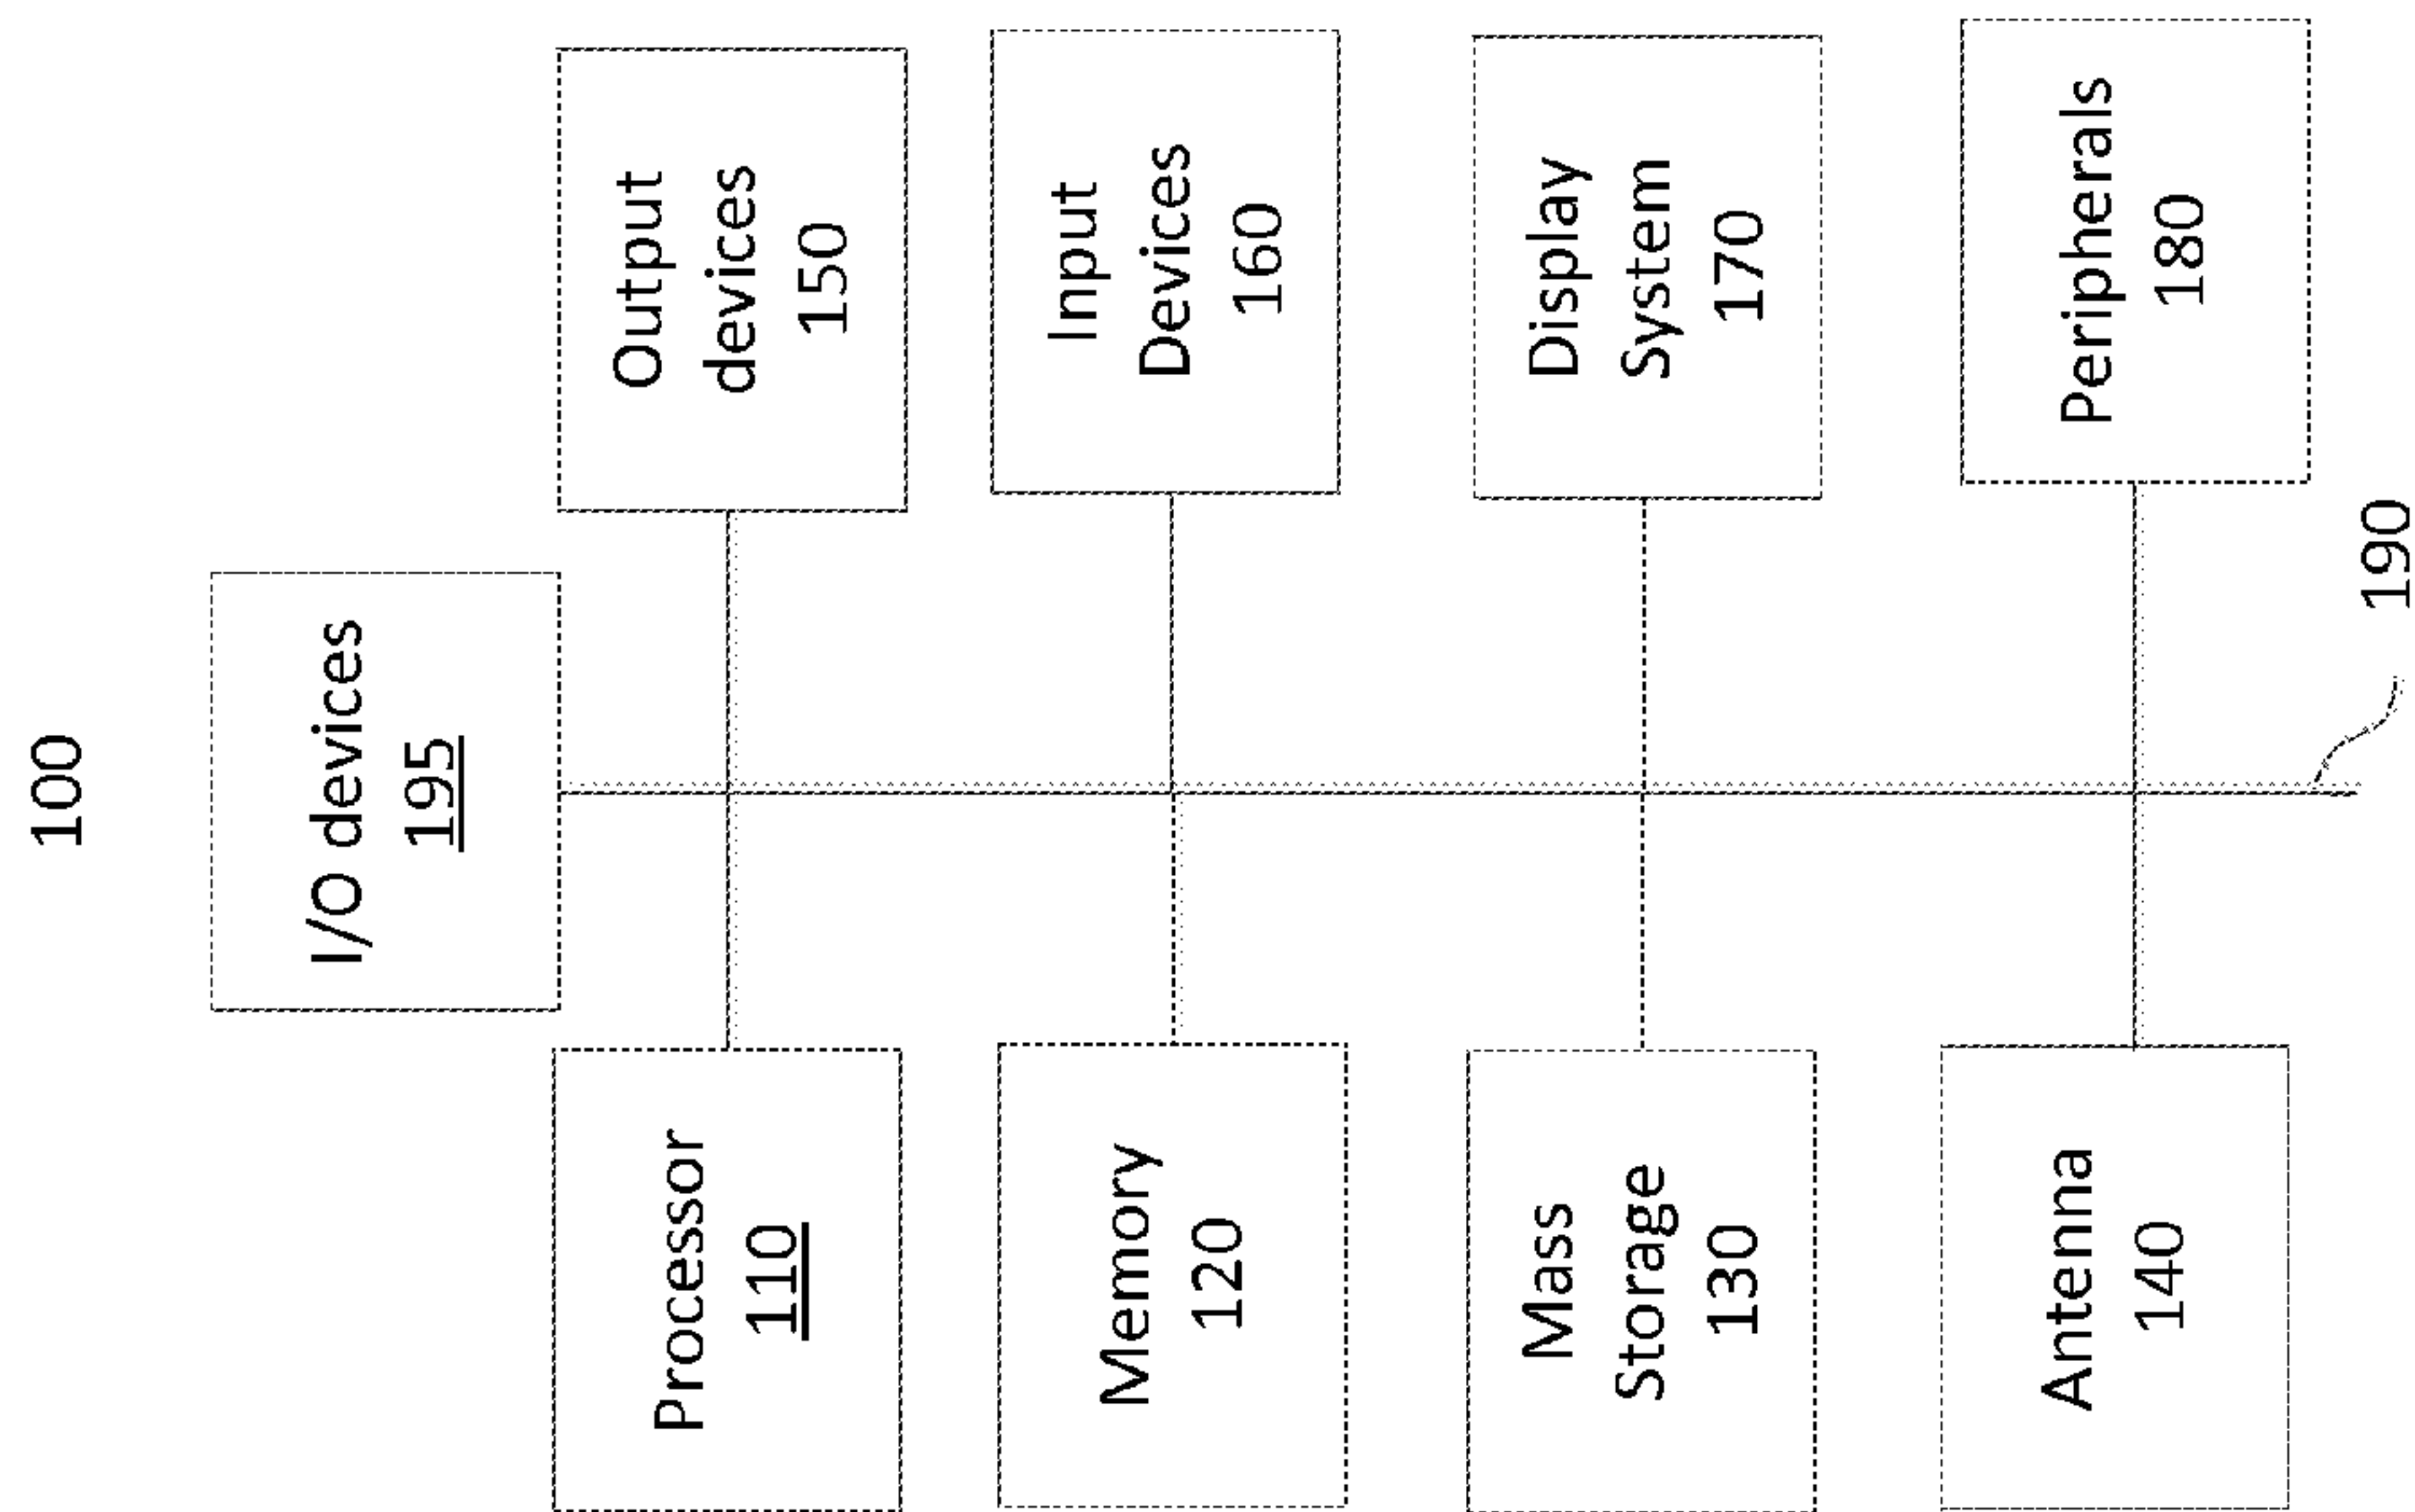 100
I/O devices
195
Processor
110
Output
devices
150
Memory
120
Input
Devices
160
Mass
Storage
130
Display
System
170
Antenna
140
Peripherals
180
190